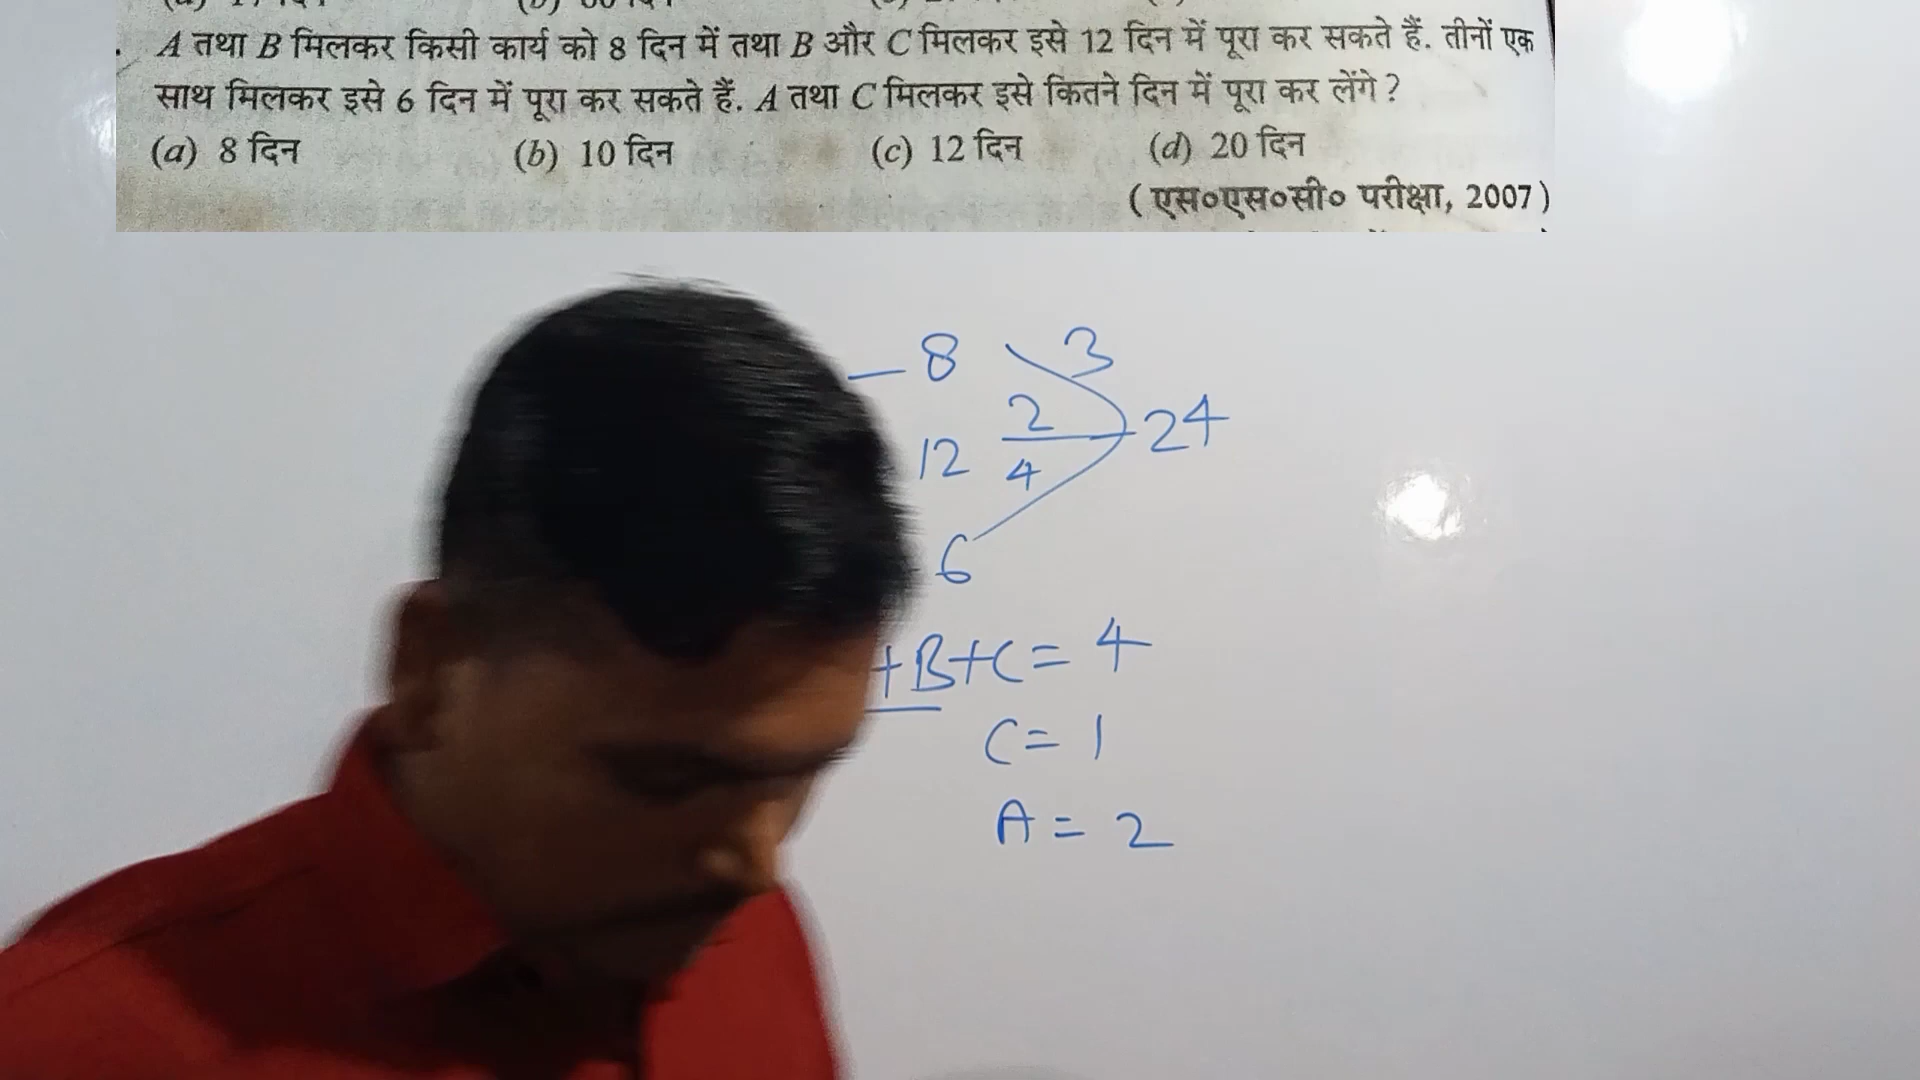 A तथा B मिलकर किसी कार्य को 8 दिन में तथा B और C मिलकर इसे 12 दिन में पूरा कर सकते हैं. तीनों एक
साथ मिलकर इसे 6 दिन में पूरा कर सकते हैं. A तथा C मिलकर इसे कितने दिन में पूरा कर लेंगे ?
(a) 8 दिन (b) 10 दिन (c) 12 दिन (d) 20 दिन
( एस०एस०सी० परीक्षा, 2007 )
— 8 3
2
12 4 24
6
+B+C = 4
C = 1
A = 2